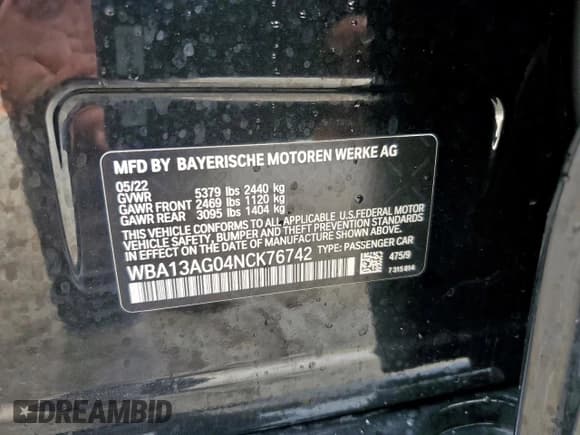 MFD BY BAYERISCHE MOTOREN WERKE AG
05/22
GVWR 5379 lbs 2440 kg
GAWR FRONT 2469 lbs 1120 kg
GAWR REAR 3095 lbs 1404 kg
THIS VEHICLE CONFORMS TO ALL APPLICABLE U.S.FEDERAL MOTOR
VEHICLE SAFETY, BUMPER AND THEFT PREVENTION STANDARDS
IN EFFECT ON THE DATE OF MANUFACTURE SHOWN ABOVE.
WBA13AG04NCK76742 TYPE: PASSENGER CAR
475/9
7 315 814
DREAMBID